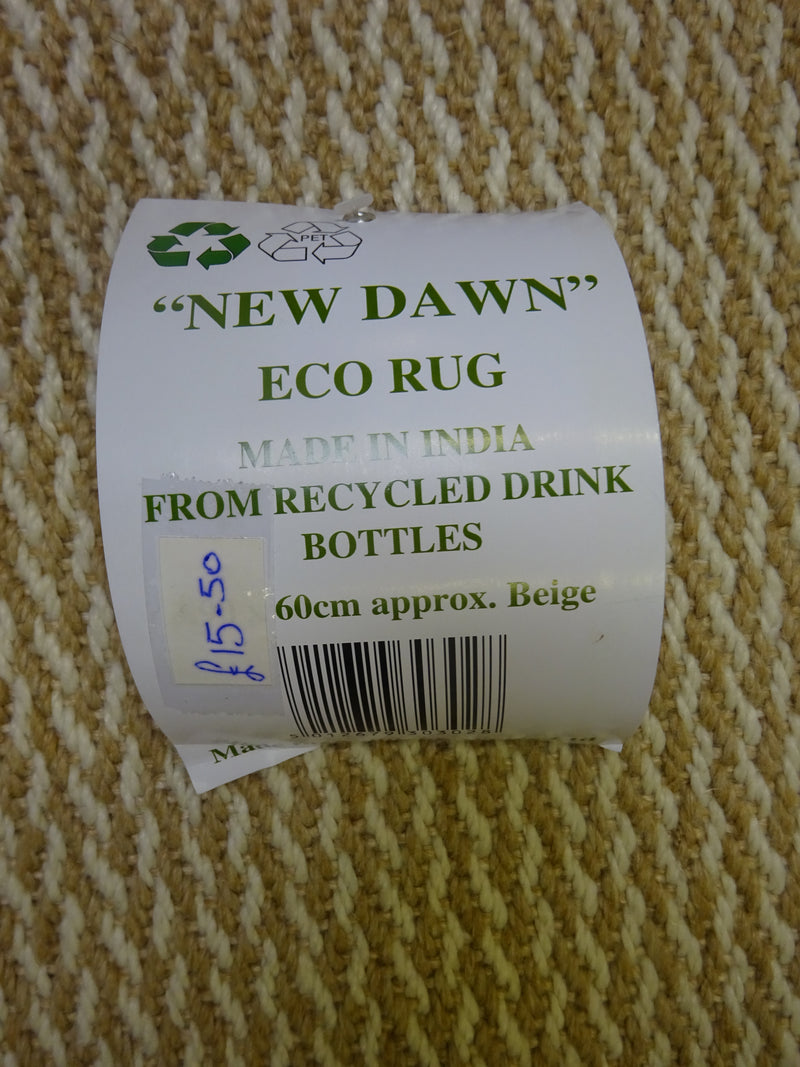 PET
“NEW DAWN”
ECO RUG
MADE IN INDIA
FROM RECYCLED DRINK
BOTTLES
60cm approx. Beige
£15-50